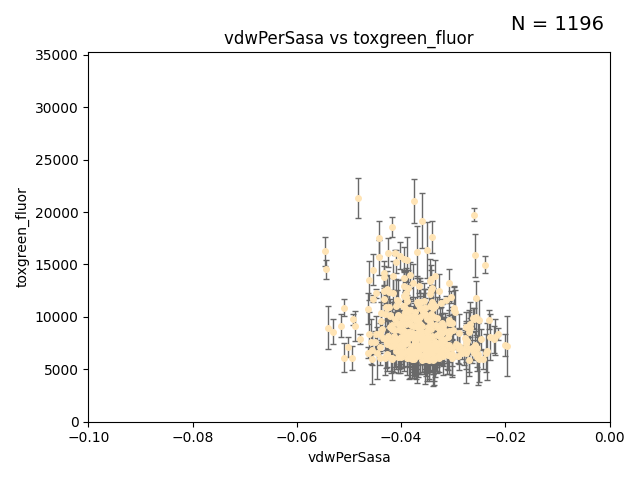 N = 1196
vdwPerSasa vs toxgreen_fluor
35000
30000
25000
20000
15000
10000
5000
0
toxgreen_fluor
−0.10 −0.08 −0.06 −0.04 −0.02 0.00
vdwPerSasa